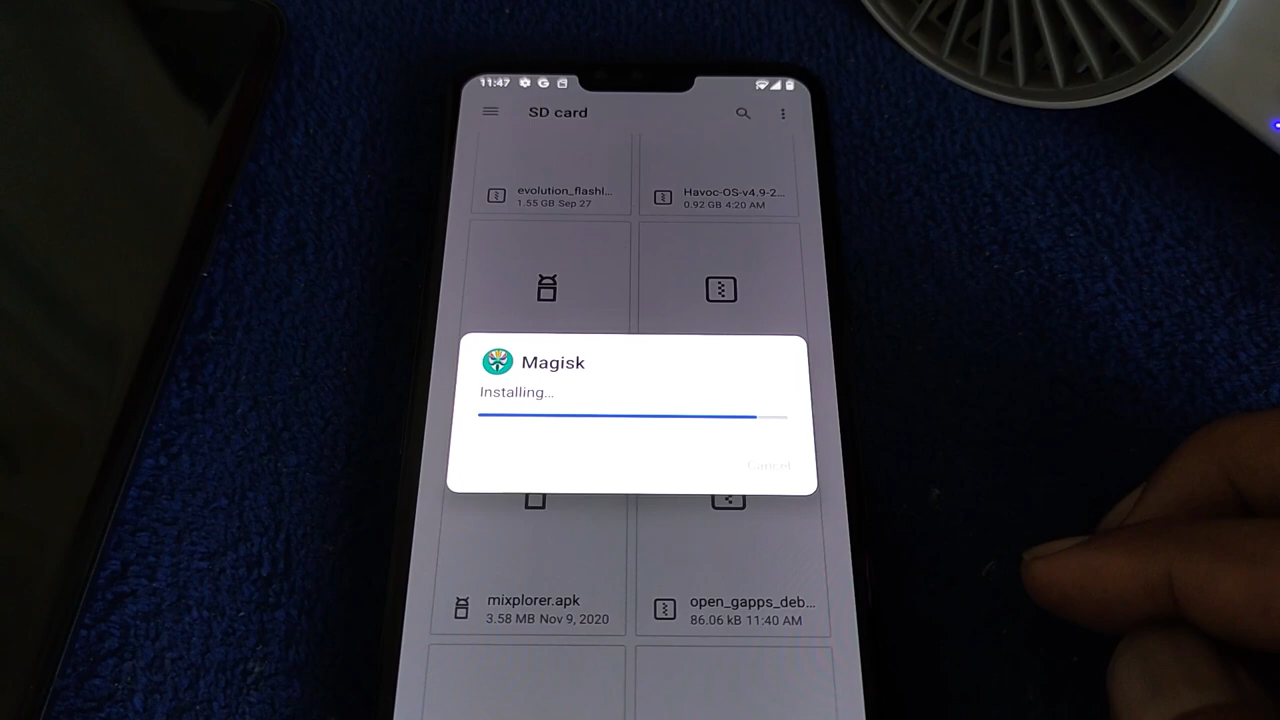 11:47
SD card
evolution_flashl...
1.55 GB Sep 27
Havoc-OS-v4.9-2...
0.92 GB 4:20 AM
Magisk
Installing...
Cancel
mixplorer.apk
3.58 MB Nov 9, 2020
open_gapps_deb...
86.06 kB 11:40 AM